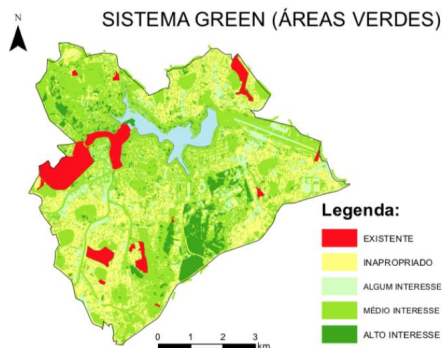 SISTEMA GREEN (ÁREAS VERDES)
N
Legenda:
EXISTENTE
INAPROPRIADO
ALGUM INTERESSE
MÉDIO INTERESSE
ALTO INTERESSE
0 1 2 3
km